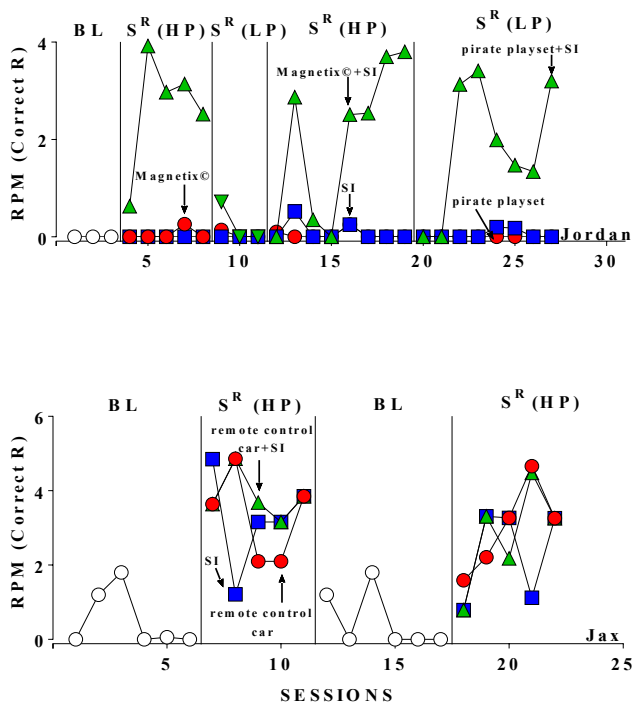 BL S^R (HP) S^R (LP) S^R (HP) S^R (LP)
4
2
0
RPM (Correct R)
Magnetix©
Magnetix©+SI
SI
pirate playset+SI
pirate playset
Jordan
5 10 15 20 25 30
BL S^R (HP) BL S^R (HP)
6
4
2
0
RPM (Correct R)
remote control
car+SI
SI
remote control
car
Jax
5 10 15 20 25
SESSIONS